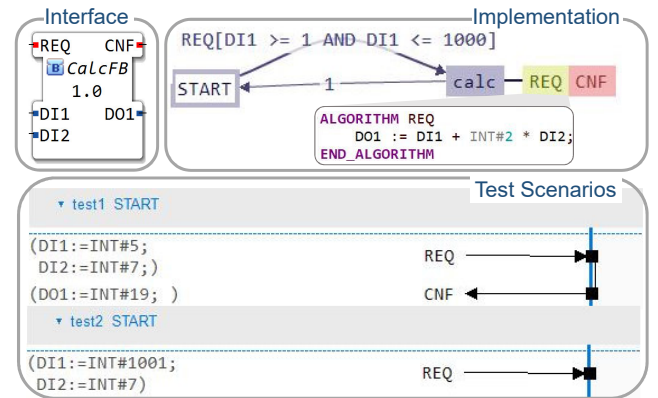 Interface
REQ CNF
B CalcFB
1.0
DI1 DO1
DI2
Implementation
REQ[DI1 >= 1 AND DI1 <= 1000]
START
1
calc
REQ CNF
ALGORITHM REQ
DO1 := DI1 + INT#2 * DI2;
END_ALGORITHM
Test Scenarios
test1 START
(DI1:=INT#5;
DI2:=INT#7;)
REQ
(DO1:=INT#19; )
CNF
test2 START
(DI1:=INT#1001;
DI2:=INT#7)
REQ